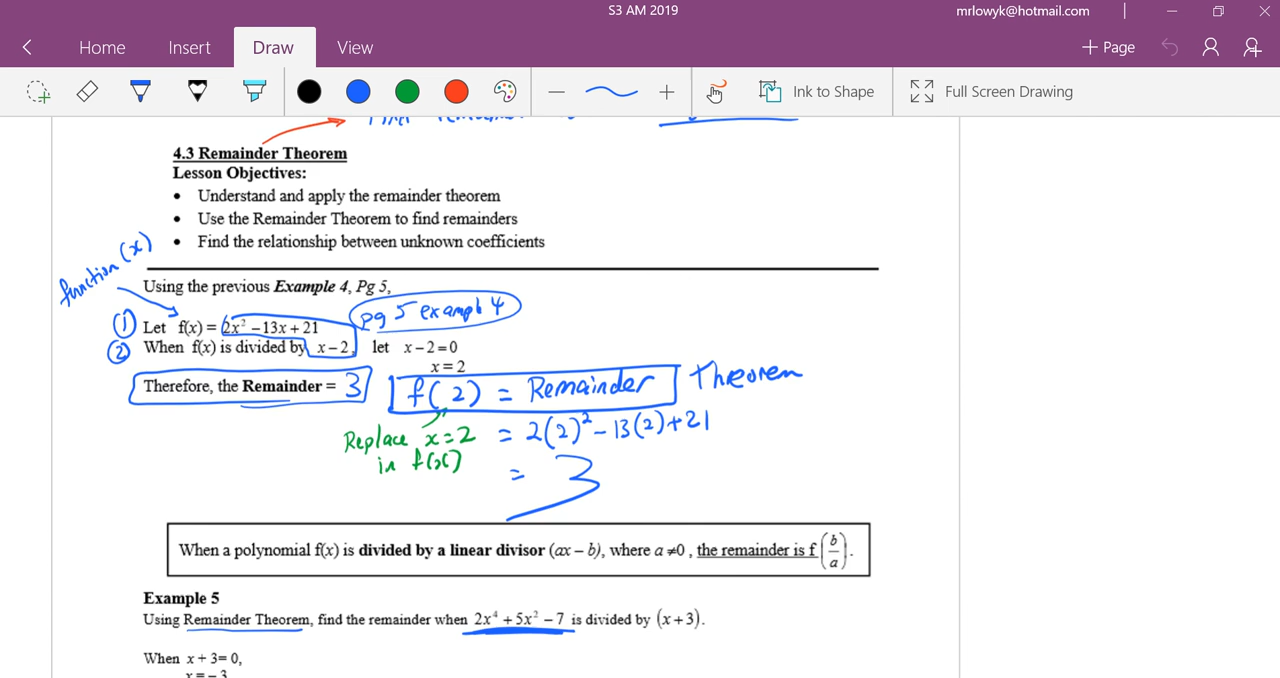 S3 AM 2019
mrlowyk@hotmail.com
Home Insert Draw View
+ Page
Ink to Shape
Full Screen Drawing
4.3 Remainder Theorem
Lesson Objectives:
• Understand and apply the remainder theorem
• Use the Remainder Theorem to find remainders
• Find the relationship between unknown coefficients
function (x)
Using the previous Example 4, Pg 5,
pg 5 example 4
① Let f(x) = 2x² − 13x + 21
② When f(x) is divided by x − 2, let x − 2 = 0
x = 2
Therefore, the Remainder = 3
f(2) = Remainder Theorem
Replace x = 2
in f(x)
= 2(2)² − 13(2) + 21
= 3
When a polynomial f(x) is divided by a linear divisor (ax – b), where a ≠0 , the remainder is f(b/a).
Example 5
Using Remainder Theorem, find the remainder when 2x⁴ + 5x² − 7 is divided by (x + 3).
When x + 3= 0,
x = − 3